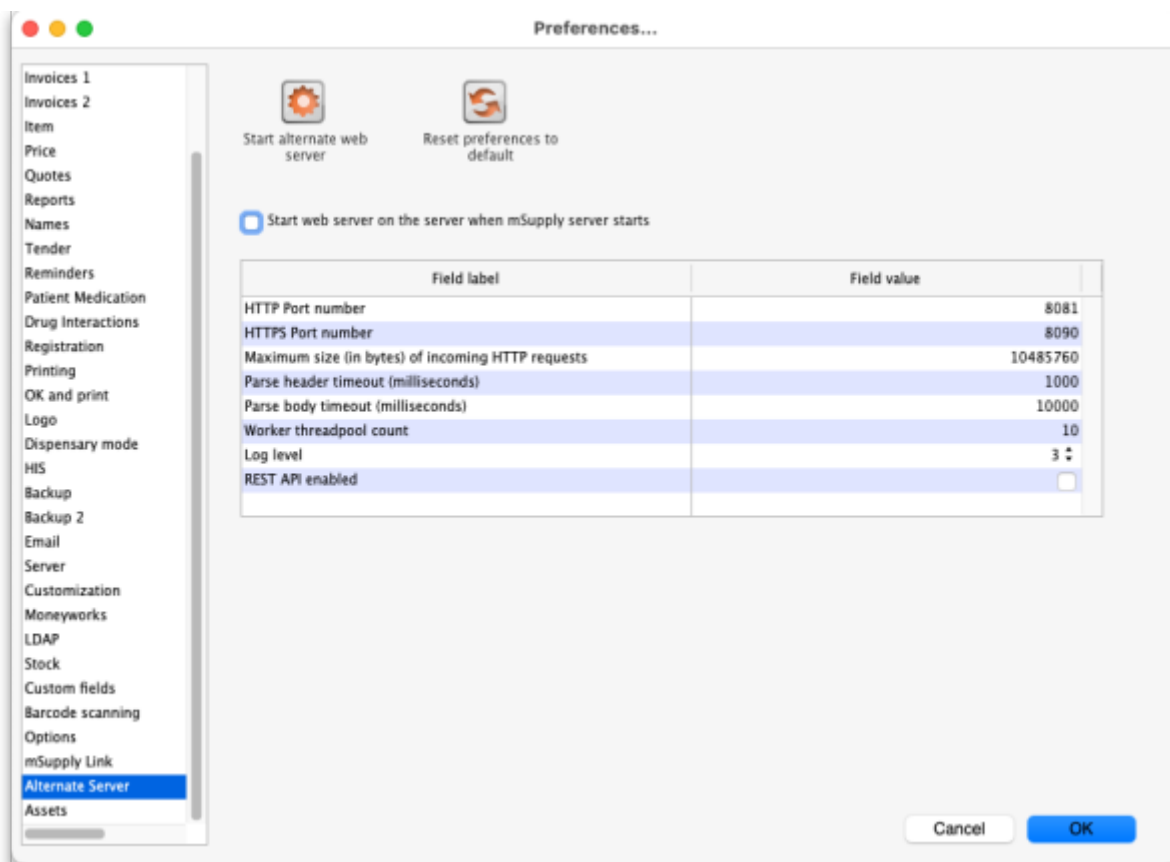 Preferences...
Invoices 1
Invoices 2
Item
Price
Quotes
Reports
Names
Tender
Reminders
Patient Medication
Drug Interactions
Registration
Printing
OK and print
Logo
Dispensary mode
HIS
Backup
Backup 2
Email
Server
Customization
Moneyworks
LDAP
Stock
Custom fields
Barcode scanning
Options
mSupply Link
Alternate Server
Assets
Start alternate web
server
Reset preferences to
default
Start web server on the server when mSupply server starts
Field label Field value
HTTP Port number 8081
HTTPS Port number 8090
Maximum size (in bytes) of incoming HTTP requests 10485760
Parse header timeout (milliseconds) 1000
Parse body timeout (milliseconds) 10000
Worker threadpool count 10
Log level 3
REST API enabled
Cancel OK